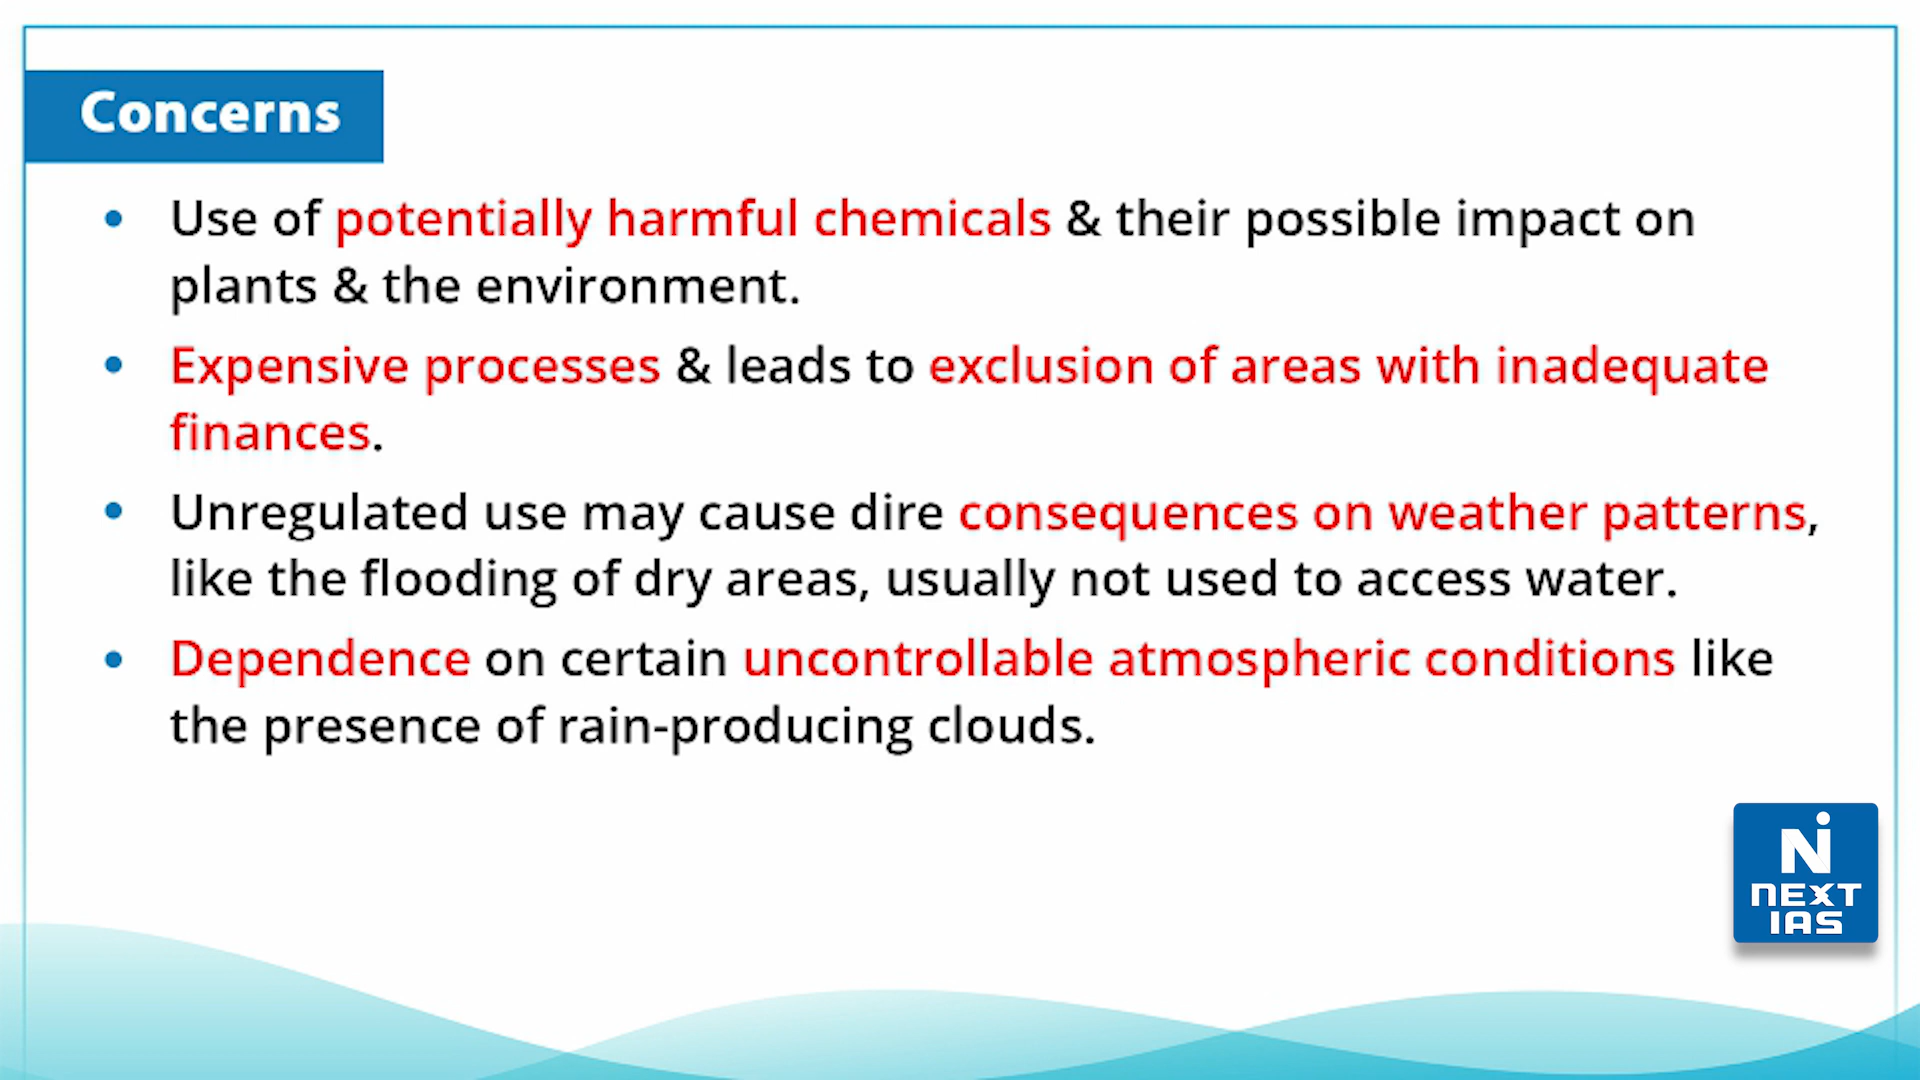 Concerns
• Use of potentially harmful chemicals & their possible impact on
plants & the environment.
• Expensive processes & leads to exclusion of areas with inadequate
finances.
• Unregulated use may cause dire consequences on weather patterns,
like the flooding of dry areas, usually not used to access water.
• Dependence on certain uncontrollable atmospheric conditions like
the presence of rain-producing clouds.
NEXT
IAS